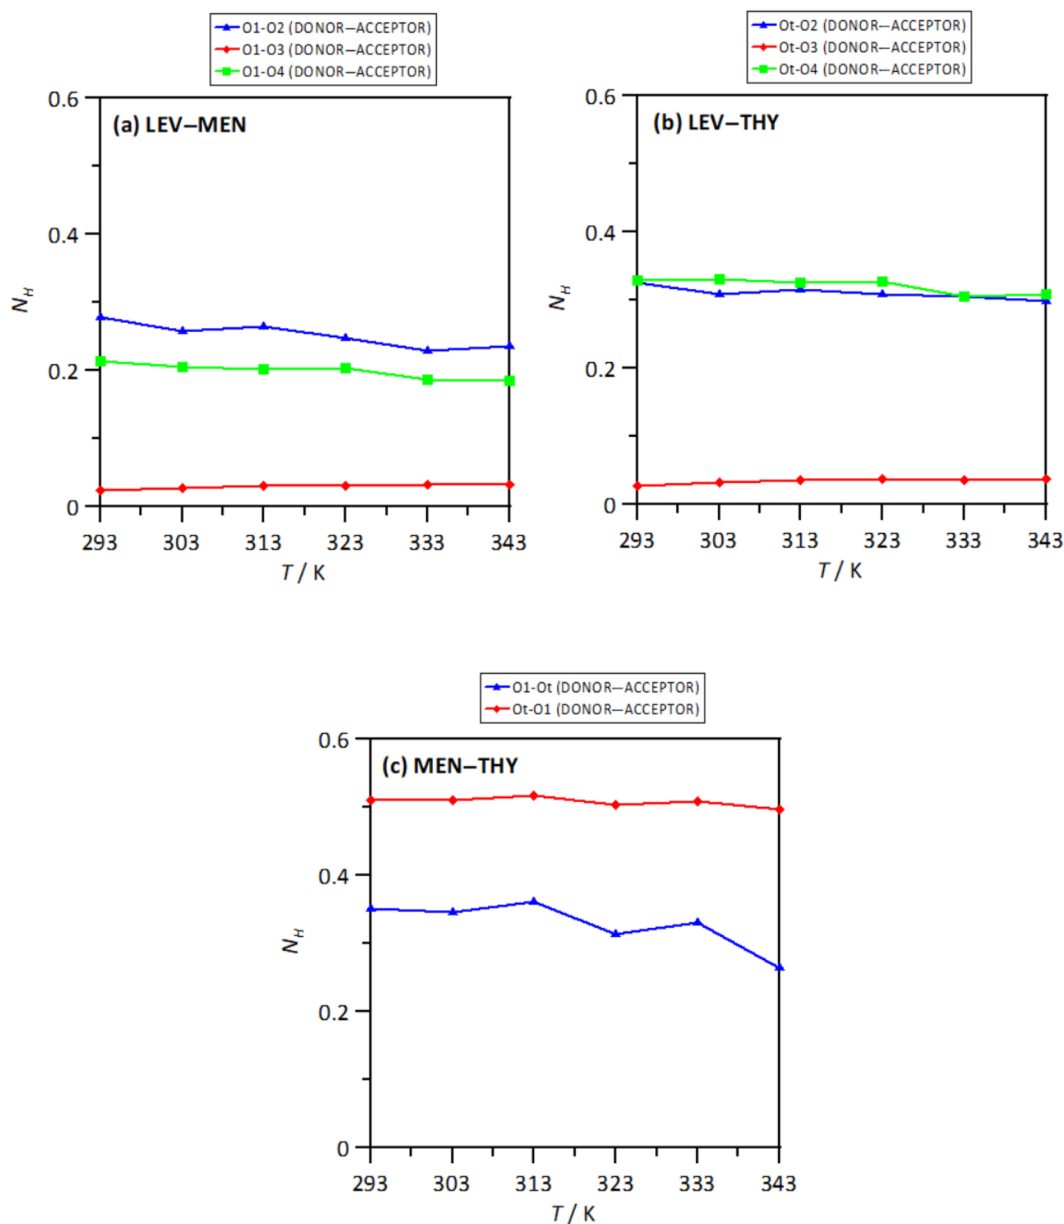 O1-O2 (DONOR—ACCEPTOR)
O1-O3 (DONOR—ACCEPTOR)
O1-O4 (DONOR—ACCEPTOR)
(a) LEV–MEN
0.6
0.4
0.2
0
N_H
293 303 313 323 333 343
T / K
Ot-O2 (DONOR—ACCEPTOR)
Ot-O3 (DONOR—ACCEPTOR)
Ot-O4 (DONOR—ACCEPTOR)
(b) LEV–THY
0.6
0.4
0.2
0
N_H
293 303 313 323 333 343
T / K
O1-Ot (DONOR—ACCEPTOR)
Ot-O1 (DONOR—ACCEPTOR)
(c) MEN–THY
0.6
0.4
0.2
0
N_H
293 303 313 323 333 343
T / K